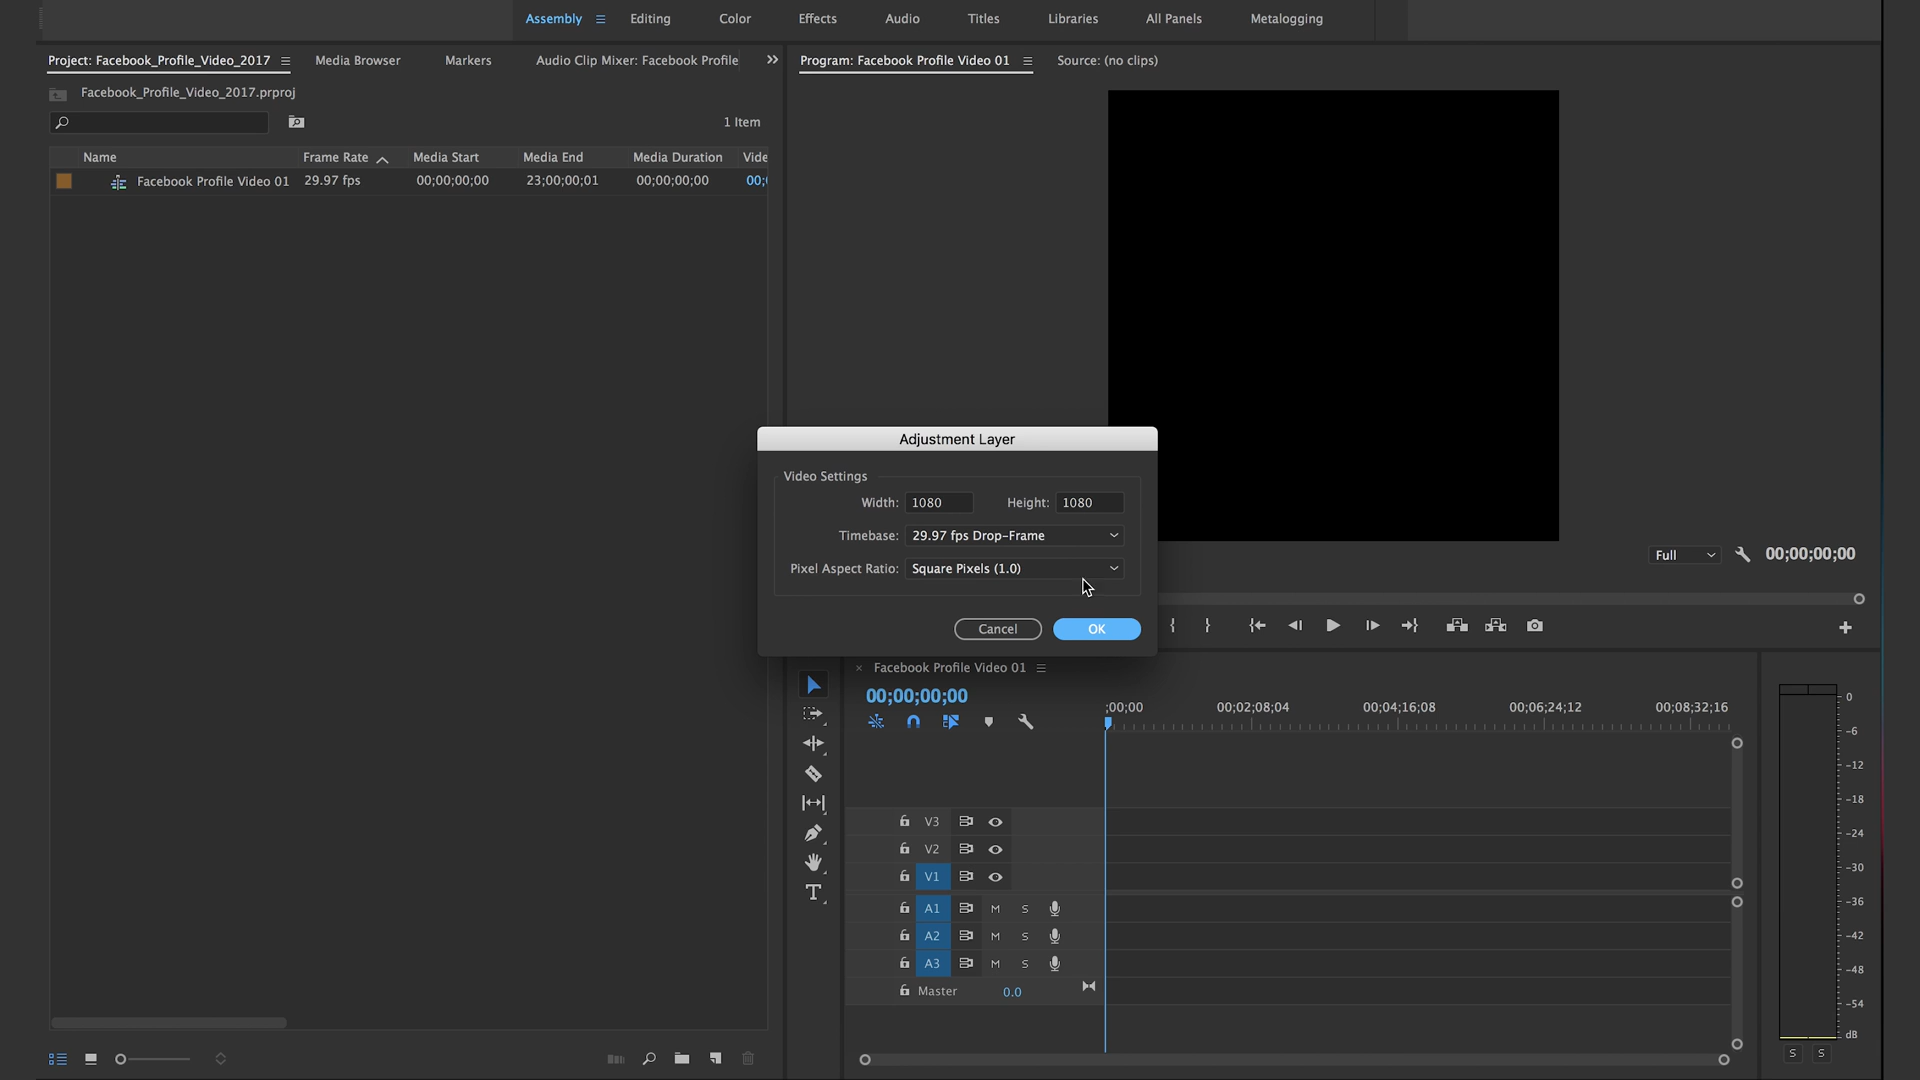 Assembly Editing Color Effects Audio Titles Libraries All Panels Metalogging
Project: Facebook_Profile_Video_2017 Media Browser Markers Audio Clip Mixer: Facebook Profile
Facebook_Profile_Video_2017.prproj
1 Item
Name Frame Rate Media Start Media End Media Duration Vide
Facebook Profile Video 01 29.97 fps 00;00;00;00 23;00;00;01 00;00;00;00 00;
Program: Facebook Profile Video 01 Source: (no clips)
Adjustment Layer
Video Settings
Width: 1080 Height: 1080
Timebase: 29.97 fps Drop-Frame
Pixel Aspect Ratio: Square Pixels (1.0)
Cancel OK
Full 00;00;00;00
× Facebook Profile Video 01
00;00;00;00
;00;00 00;02;08;04 00;04;16;08 00;06;24;12 00;08;32;16
V3
V2
V1
A1 M S
A2 M S
A3 M S
Master 0.0
0
-6
-12
-18
-24
-30
-36
-42
-48
-54
dB
S S